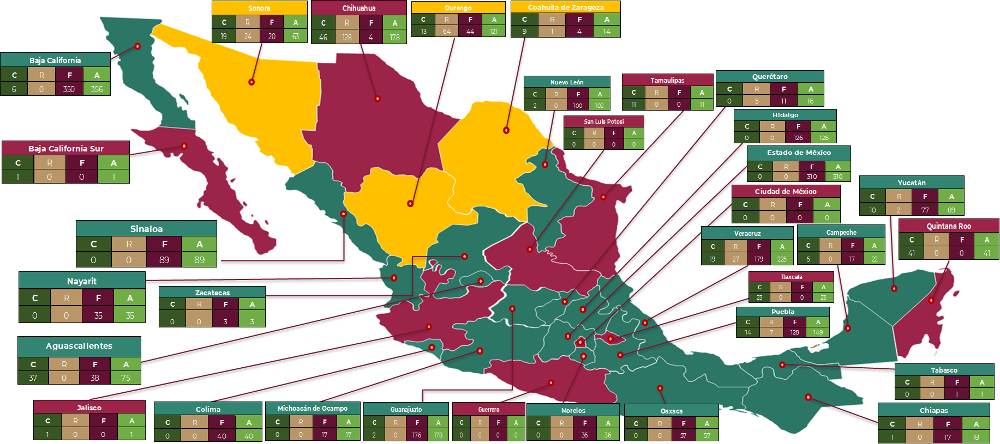 Sonora
C R F A
19 24 20 63
Chihuahua
C R F A
46 128 4 178
Durango
C R F A
13 64 44 121
Coahuila de Zaragoza
C R F A
9 1 4 14
Baja California
C R F A
6 0 350 356
Nuevo León
C R F A
2 0 100 102
Tamaulipas
C R F A
11 0 0 11
Querétaro
C R F A
0 5 11 16
San Luis Potosí
C R F A
0 0 0 0
Hidalgo
C R F A
0 0 126 126
Baja California Sur
C R F A
1 0 0 1
Estado de México
C R F A
0 0 310 310
Ciudad de México
C R F A
0 0 0 0
Yucatán
C R F A
10 2 77 89
Sinaloa
C R F A
0 0 89 89
Veracruz
C R F A
19 27 179 225
Campeche
C R F A
5 0 17 22
Quintana Roo
C R F A
41 0 0 41
Nayarit
C R F A
0 0 35 35
Zacatecas
C R F A
0 0 3 3
Tlaxcala
C R F A
23 0 0 23
Puebla
C R F A
14 7 128 149
Aguascalientes
C R F A
37 0 38 75
Tabasco
C R F A
0 0 1 1
Jalisco
C R F A
1 0 0 1
Colima
C R F A
0 0 40 40
Michoacán de Ocampo
C R F A
0 0 17 17
Guanajuato
C R F A
2 0 176 178
Guerrero
C R F A
0 0 0 0
Morelos
C R F A
0 0 36 36
Oaxaca
C R F A
0 0 57 57
Chiapas
C R F A
1 0 17 18